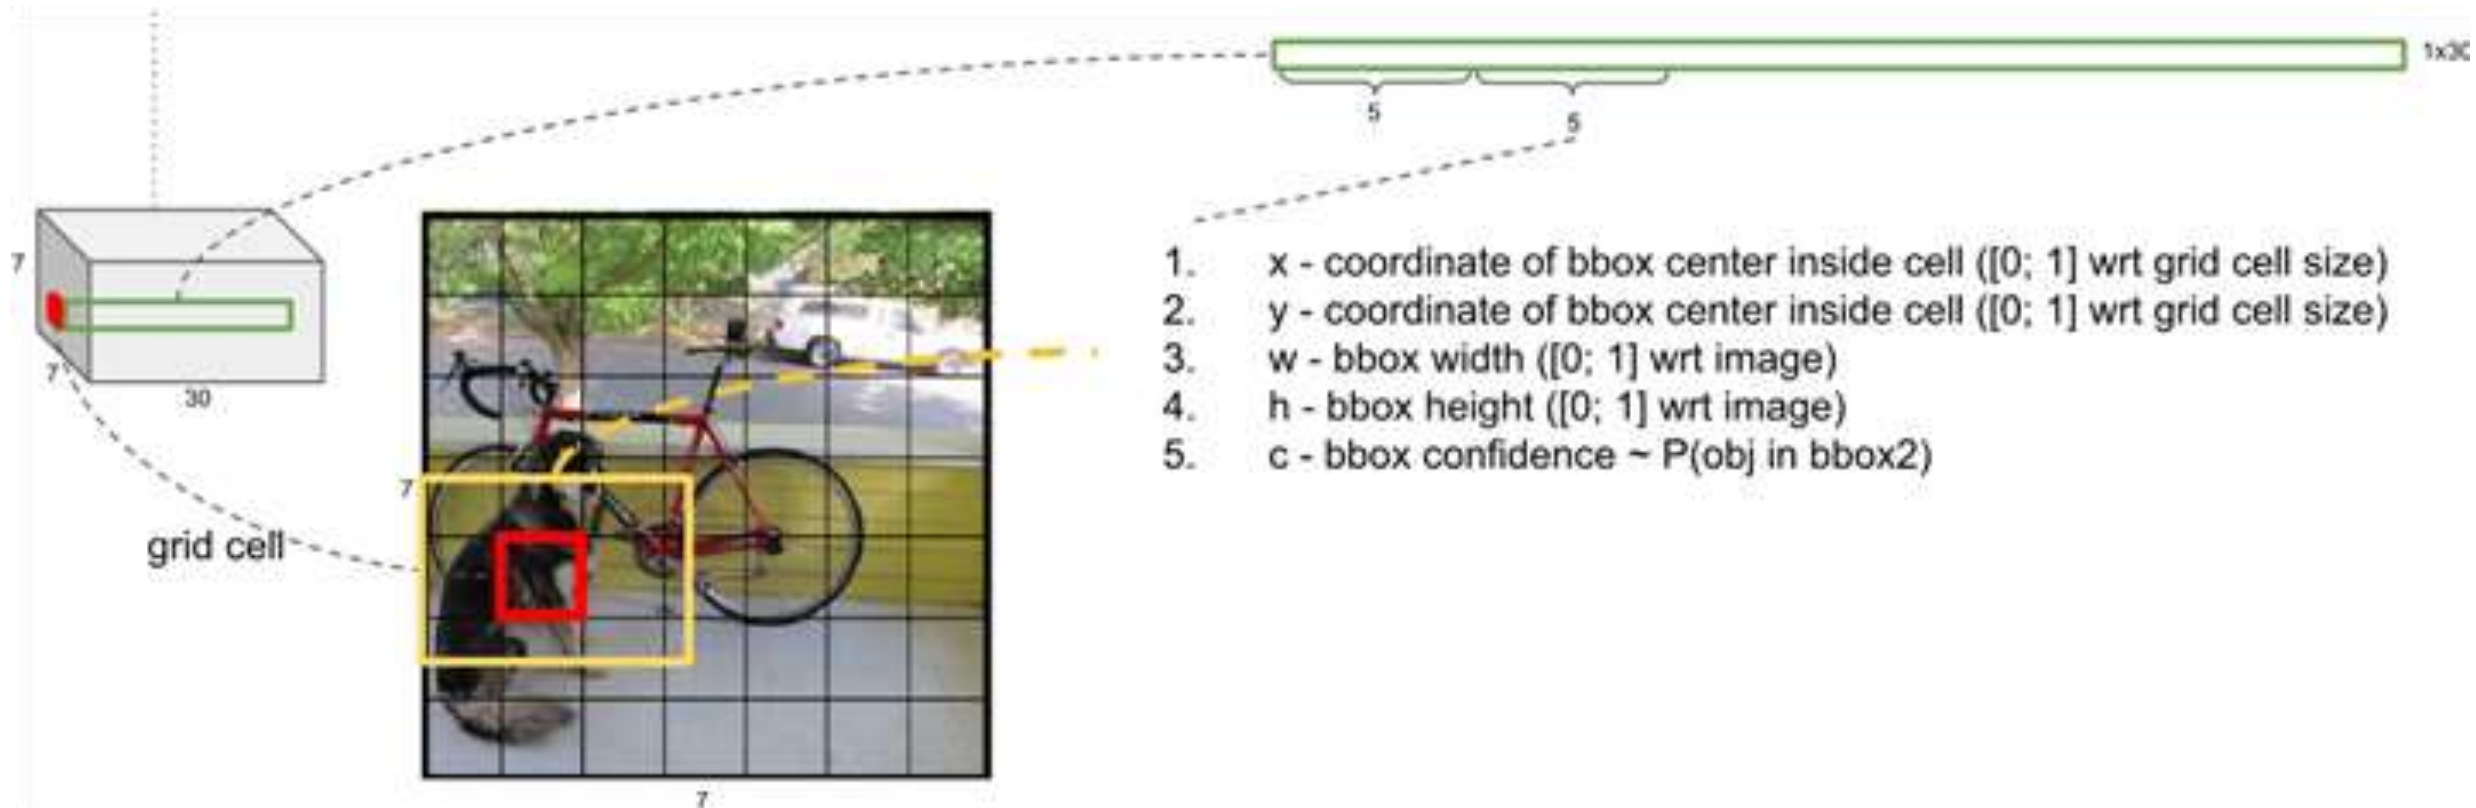 1x30
5
5
7
7
30
1. x - coordinate of bbox center inside cell ([0; 1] wrt grid cell size)
2. y - coordinate of bbox center inside cell ([0; 1] wrt grid cell size)
3. w - bbox width ([0; 1] wrt image)
4. h - bbox height ([0; 1] wrt image)
5. c - bbox confidence ~ P(obj in bbox2)
7
grid cell
7